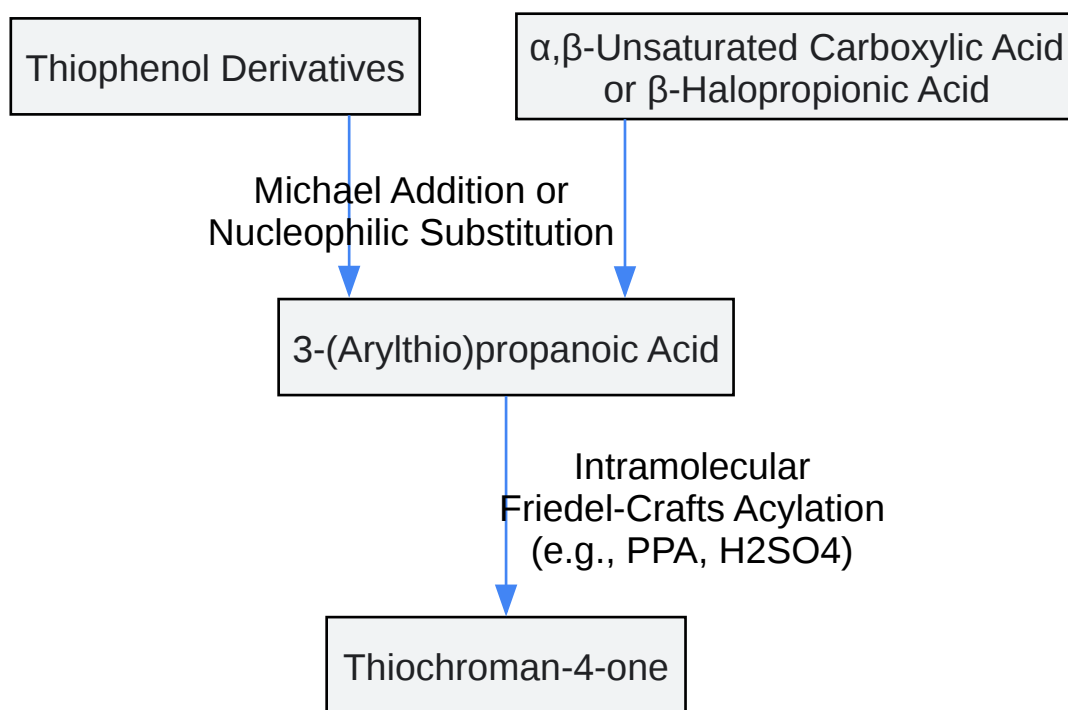 Thiophenol Derivatives
α,β-Unsaturated Carboxylic Acid
or β-Halopropionic Acid
Michael Addition or
Nucleophilic Substitution
3-(Arylthio)propanoic Acid
Intramolecular
Friedel-Crafts Acylation
(e.g., PPA, H2SO4)
Thiochroman-4-one